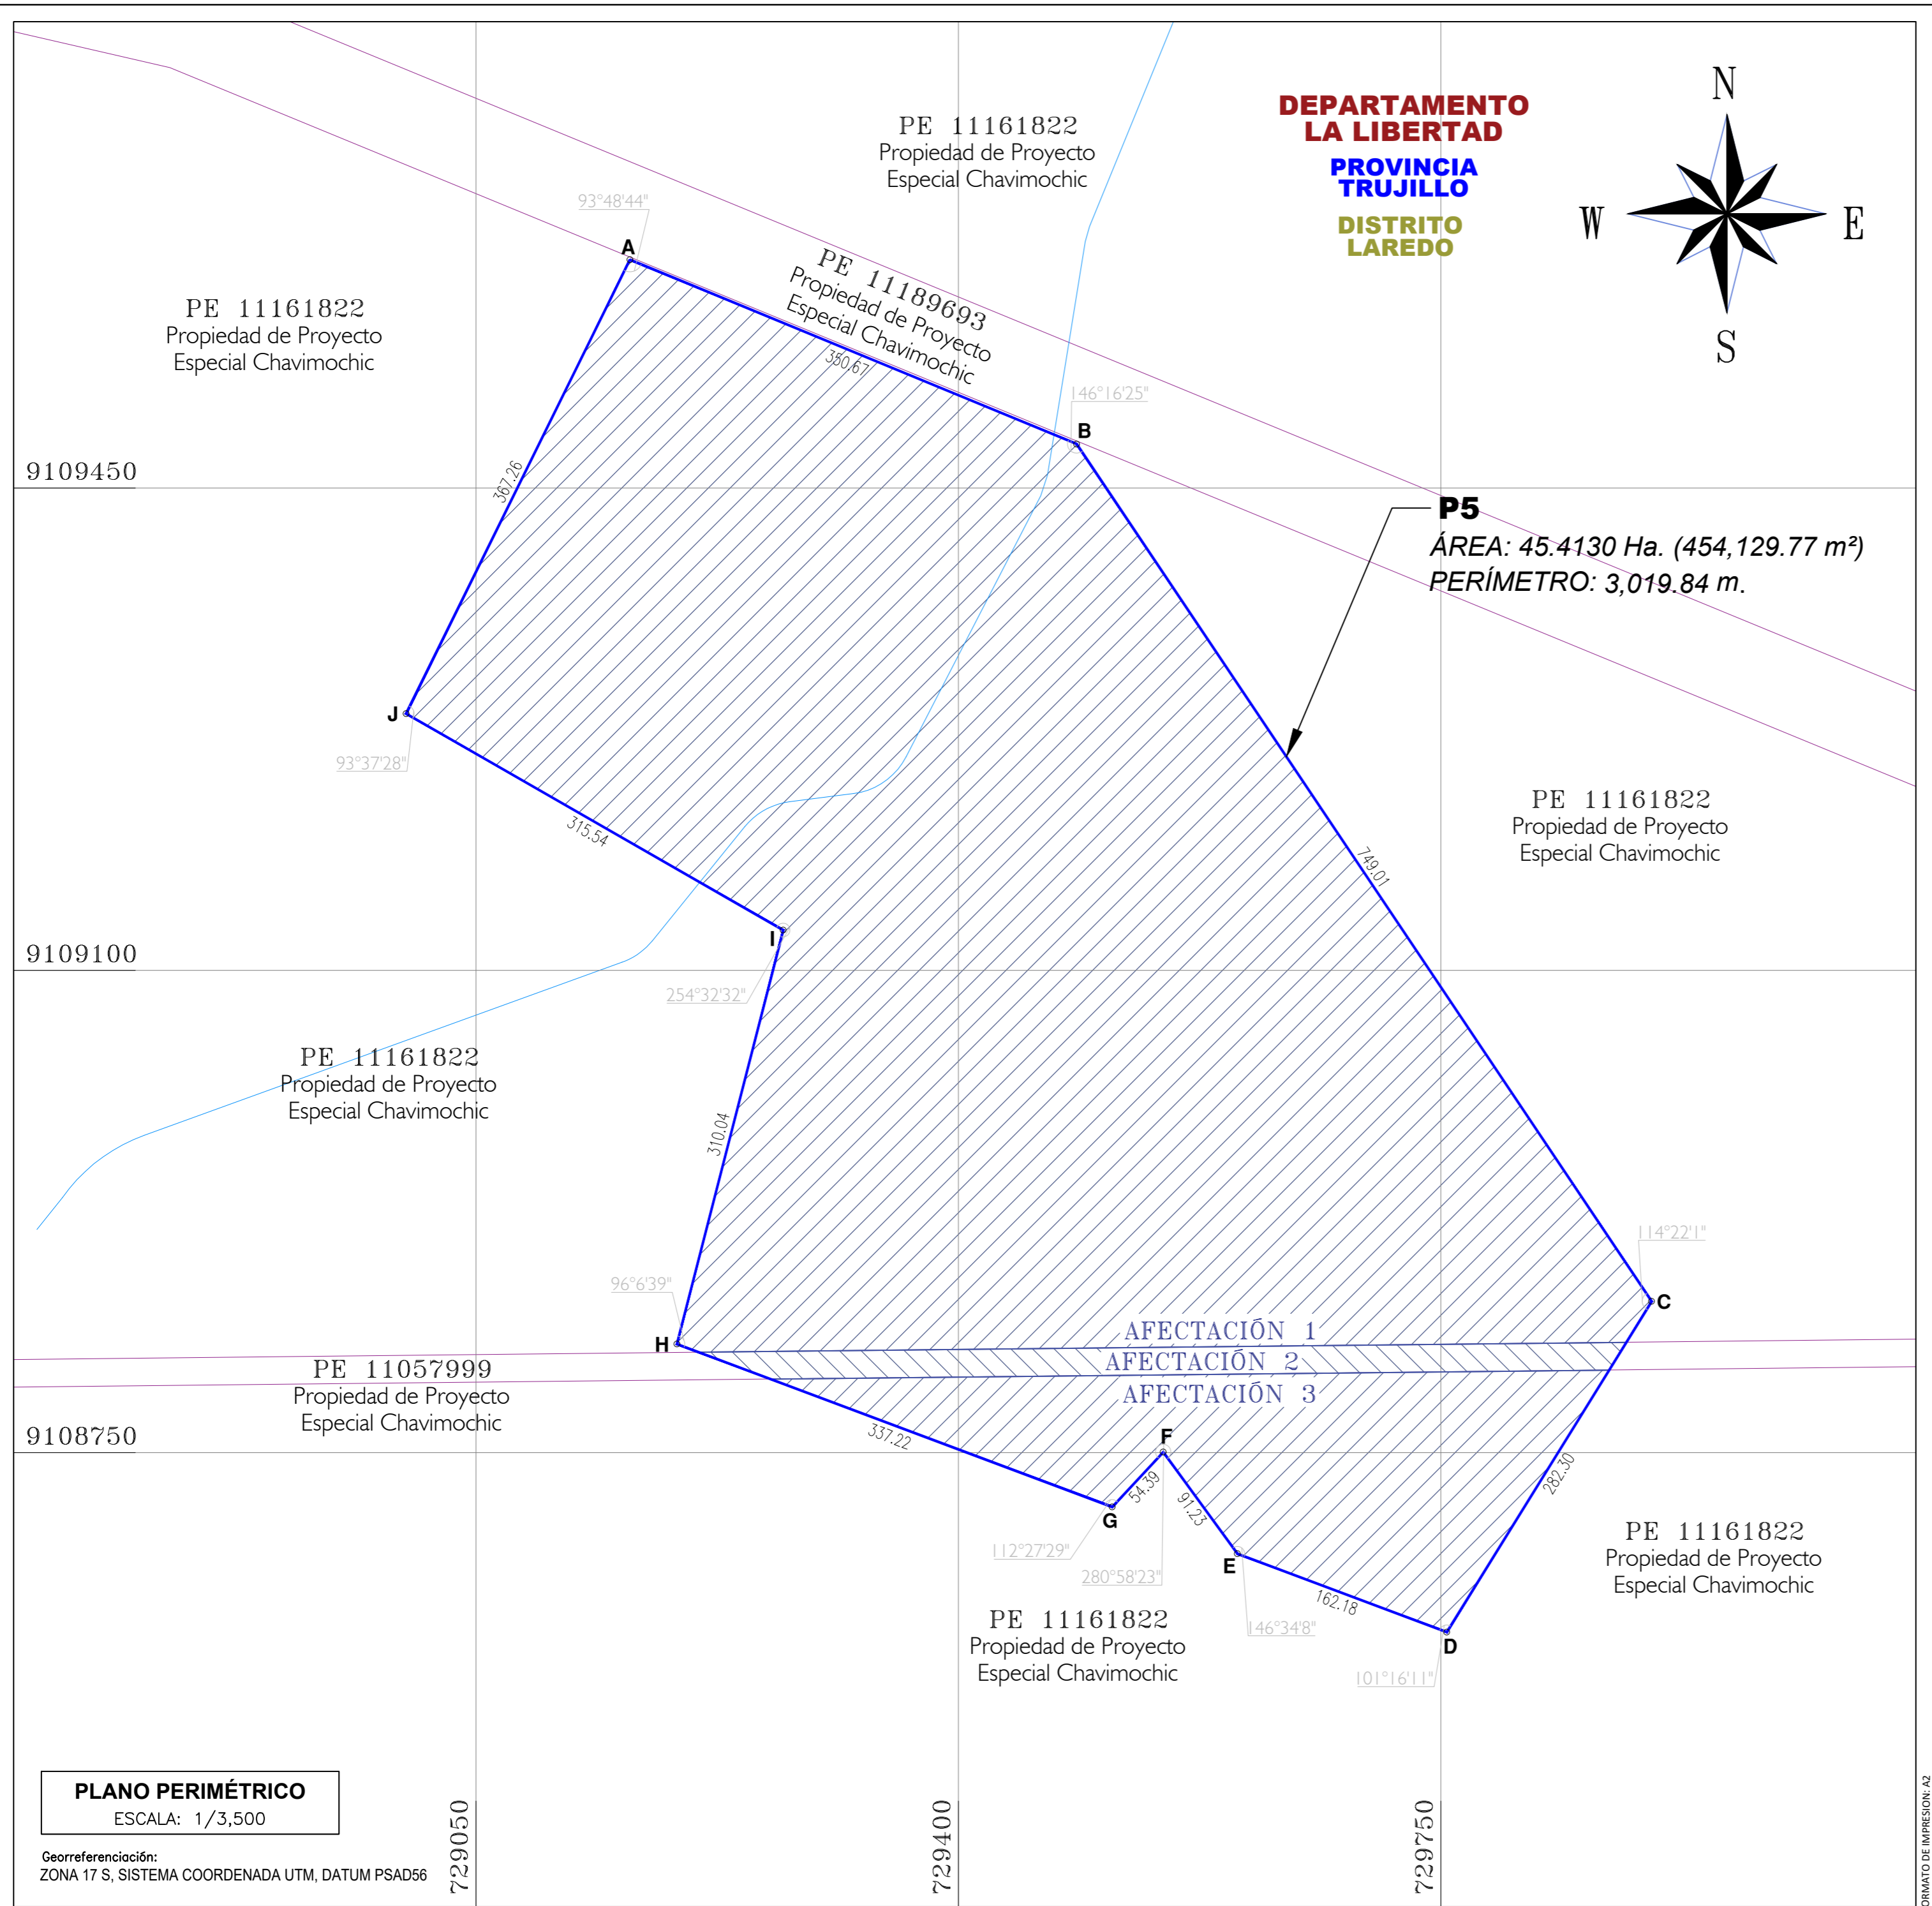 DEPARTAMENTO
LA LIBERTAD
PROVINCIA
TRUJILLO
DISTRITO
LAREDO
N
W
E
S
PE 11161822
Propiedad de Proyecto
Especial Chavimochic
93°48'44"
A
PE 11189693
Propiedad de Proyecto
Especial Chavimochic
350.67
PE 11161822
Propiedad de Proyecto
Especial Chavimochic
146°16'25"
B
9109450
367.26
P5
ÁREA: 45.4130 Ha. (454,129.77 m²)
PERÍMETRO: 3,019.84 m.
J
93°37'28"
315.54
749.01
PE 11161822
Propiedad de Proyecto
Especial Chavimochic
I
9109100
254°32'32"
PE 11161822
Propiedad de Proyecto
Especial Chavimochic
310.04
114°22'1"
96°6'39"
C
H
AFECTACIÓN 1
AFECTACIÓN 2
AFECTACIÓN 3
PE 11057999
Propiedad de Proyecto
Especial Chavimochic
9108750
337.22
F
54.39
91.23
282.30
G
112°27'29"
280°58'23"
E
162.18
146°34'8"
D
101°16'11"
PE 11161822
Propiedad de Proyecto
Especial Chavimochic
PE 11161822
Propiedad de Proyecto
Especial Chavimochic
PLANO PERIMÉTRICO
ESCALA: 1/3,500
Georreferenciación:
ZONA 17 S, SISTEMA COORDENADA UTM, DATUM PSAD56
729050
729400
729750
ORMATO DE IMPRESION: A2